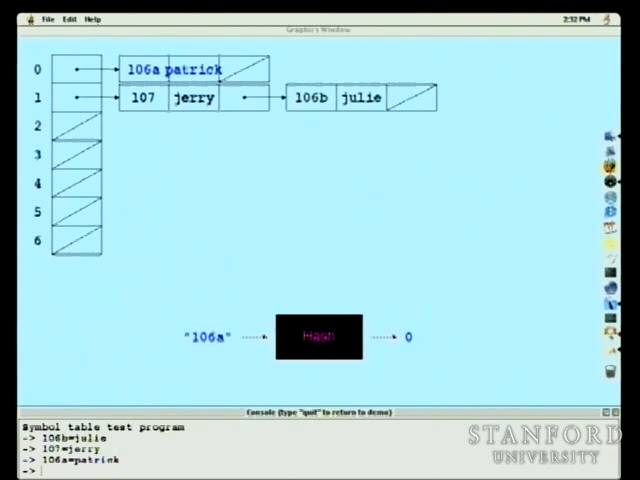 File Edit Help 2:32 PM
Graphics Window
0 106a patrick
1 107 jerry 106b julie
2
3
4
5
6
"106a" Hash 0
Console (type "quit" to return to demo)
Symbol table test program
-> 106b=julie
-> 107=jerry
-> 106a=patrick
->
STANFORD
UNIVERSITY